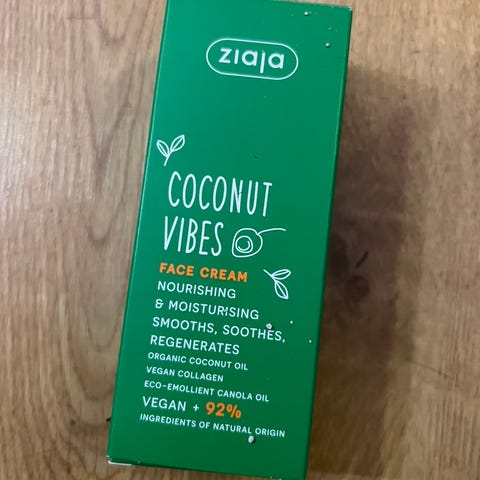 ziaja
COCONUT
VIBES
FACE CREAM
NOURISHING
& MOISTURISING
SMOOTHS, SOOTHES,
REGENERATES
ORGANIC COCONUT OIL
VEGAN COLLAGEN
ECO-EMOLLIENT CANOLA OIL
VEGAN + 92%
INGREDIENTS OF NATURAL ORIGIN